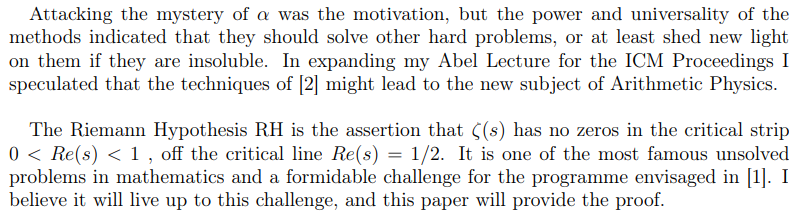 Attacking the mystery of α was the motivation, but the power and universality of the
methods indicated that they should solve other hard problems, or at least shed new light
on them if they are insoluble. In expanding my Abel Lecture for the ICM Proceedings I
speculated that the techniques of [2] might lead to the new subject of Arithmetic Physics.
The Riemann Hypothesis RH is the assertion that ζ(s) has no zeros in the critical strip
0 < Re(s) < 1 , off the critical line Re(s) = 1/2. It is one of the most famous unsolved
problems in mathematics and a formidable challenge for the programme envisaged in [1]. I
believe it will live up to this challenge, and this paper will provide the proof.